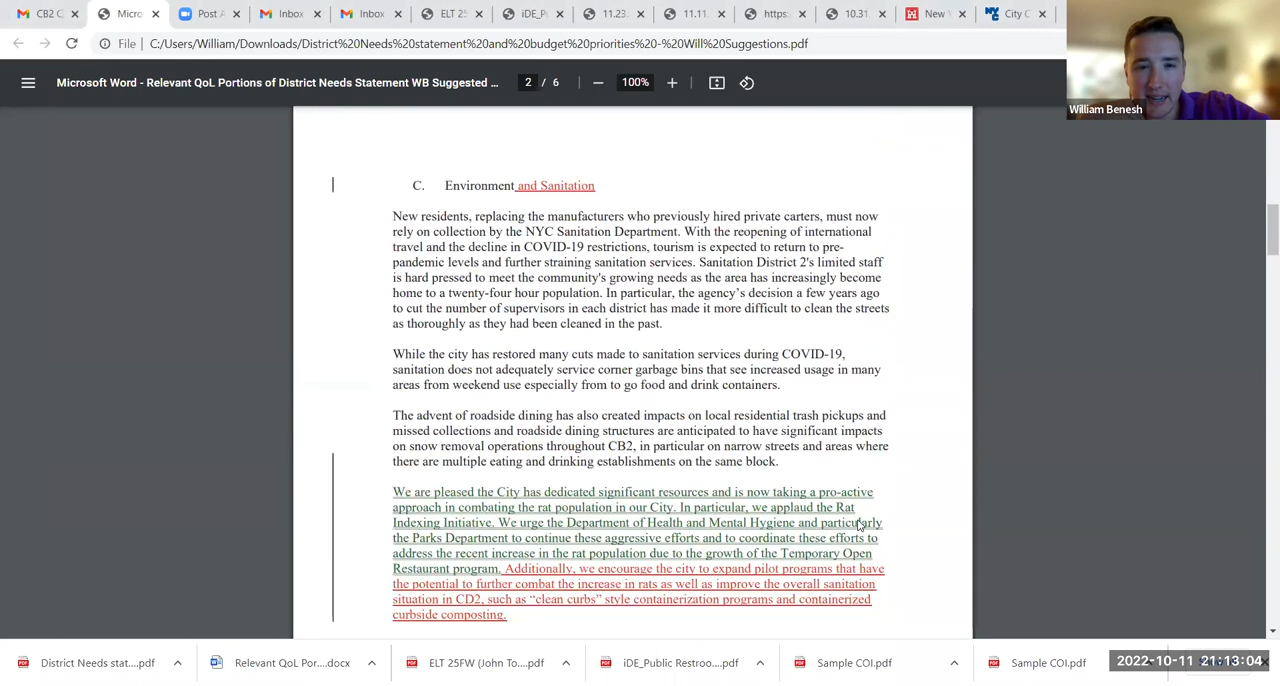 CB2 C
Micro
Post A
Inbox
Inbox
ELT 25
iDE_P
11.23.
11.11.
https:
10.31.
New
City C
File
C:/Users/William/Downloads/District%20Needs%20statement%20and%20budget%20priorities%20-%20Will%20Suggestions.pdf
Microsoft Word - Relevant QoL Portions of District Needs Statement WB Suggested ...
2 / 6
100%
William Benesh
C. Environment and Sanitation
New residents, replacing the manufacturers who previously hired private carters, must now
rely on collection by the NYC Sanitation Department. With the reopening of international
travel and the decline in COVID-19 restrictions, tourism is expected to return to pre-
pandemic levels and further straining sanitation services. Sanitation District 2's limited staff
is hard pressed to meet the community's growing needs as the area has increasingly become
home to a twenty-four hour population. In particular, the agency's decision a few years ago
to cut the number of supervisors in each district has made it more difficult to clean the streets
as thoroughly as they had been cleaned in the past.
While the city has restored many cuts made to sanitation services during COVID-19,
sanitation does not adequately service corner garbage bins that see increased usage in many
areas from weekend use especially from to go food and drink containers.
The advent of roadside dining has also created impacts on local residential trash pickups and
missed collections and roadside dining structures are anticipated to have significant impacts
on snow removal operations throughout CB2, in particular on narrow streets and areas where
there are multiple eating and drinking establishments on the same block.
We are pleased the City has dedicated significant resources and is now taking a pro-active
approach in combating the rat population in our City. In particular, we applaud the Rat
Indexing Initiative. We urge the Department of Health and Mental Hygiene and particularly
the Parks Department to continue these aggressive efforts and to coordinate these efforts to
address the recent increase in the rat population due to the growth of the Temporary Open
Restaurant program. Additionally, we encourage the city to expand pilot programs that have
the potential to further combat the increase in rats as well as improve the overall sanitation
situation in CD2, such as “clean curbs” style containerization programs and containerized
curbside composting.
District Needs stat....pdf
Relevant QoL Por....docx
ELT 25FW (John To....pdf
iDE_Public Restroo....pdf
Sample COI.pdf
Sample COI.pdf
2022-10-11 21:13:04